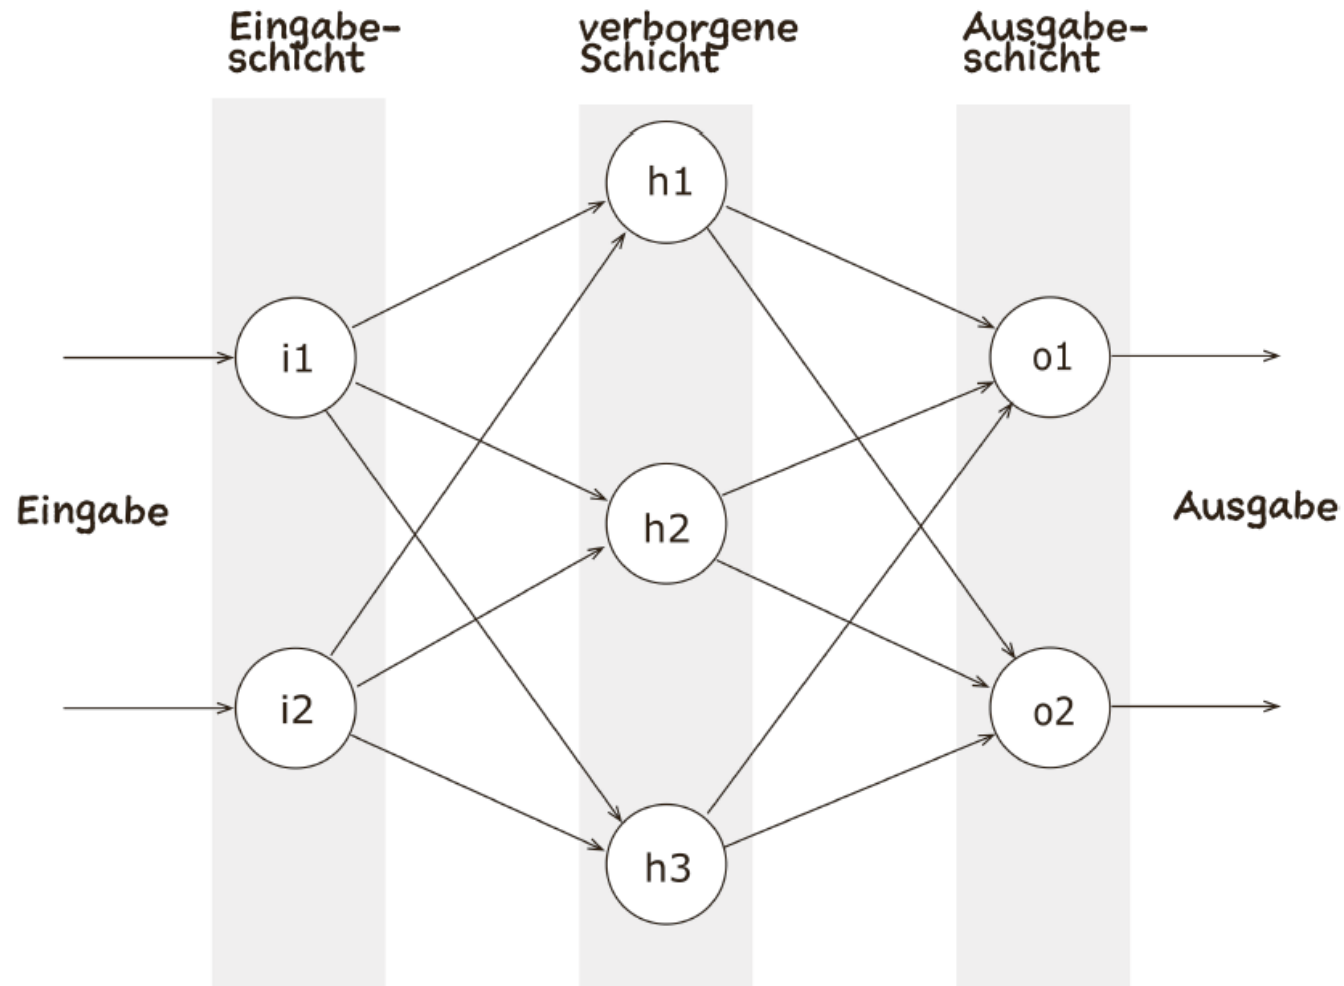 Eingabe-
schicht
verborgene
Schicht
Ausgabe-
schicht
h1
i1
o1
Eingabe
h2
Ausgabe
i2
o2
h3